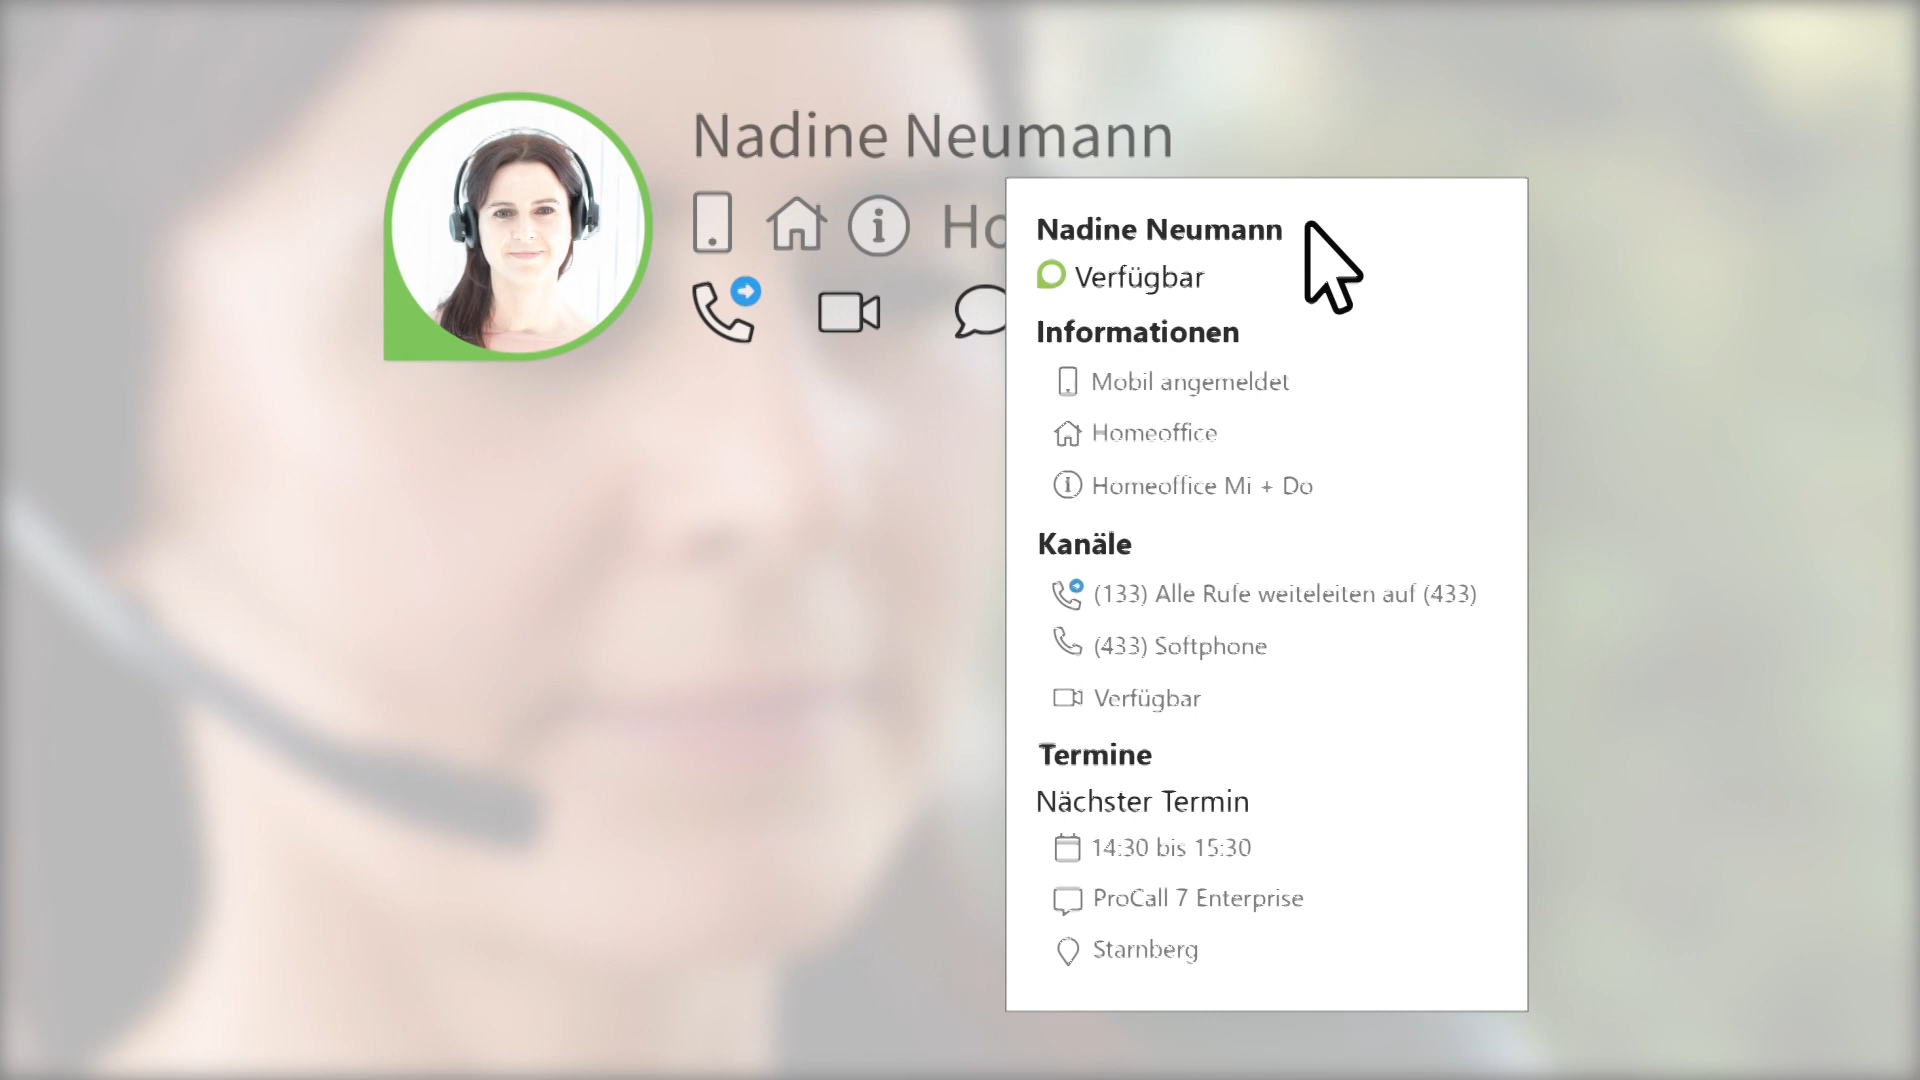 Nadine Neumann
Ho
Nadine Neumann
Verfügbar
Informationen
Mobil angemeldet
Homeoffice
Homeoffice Mi + Do
Kanäle
(133) Alle Rufe weiteleiten auf (433)
(433) Softphone
Verfügbar
Termine
Nächster Termin
14:30 bis 15:30
ProCall 7 Enterprise
Starnberg